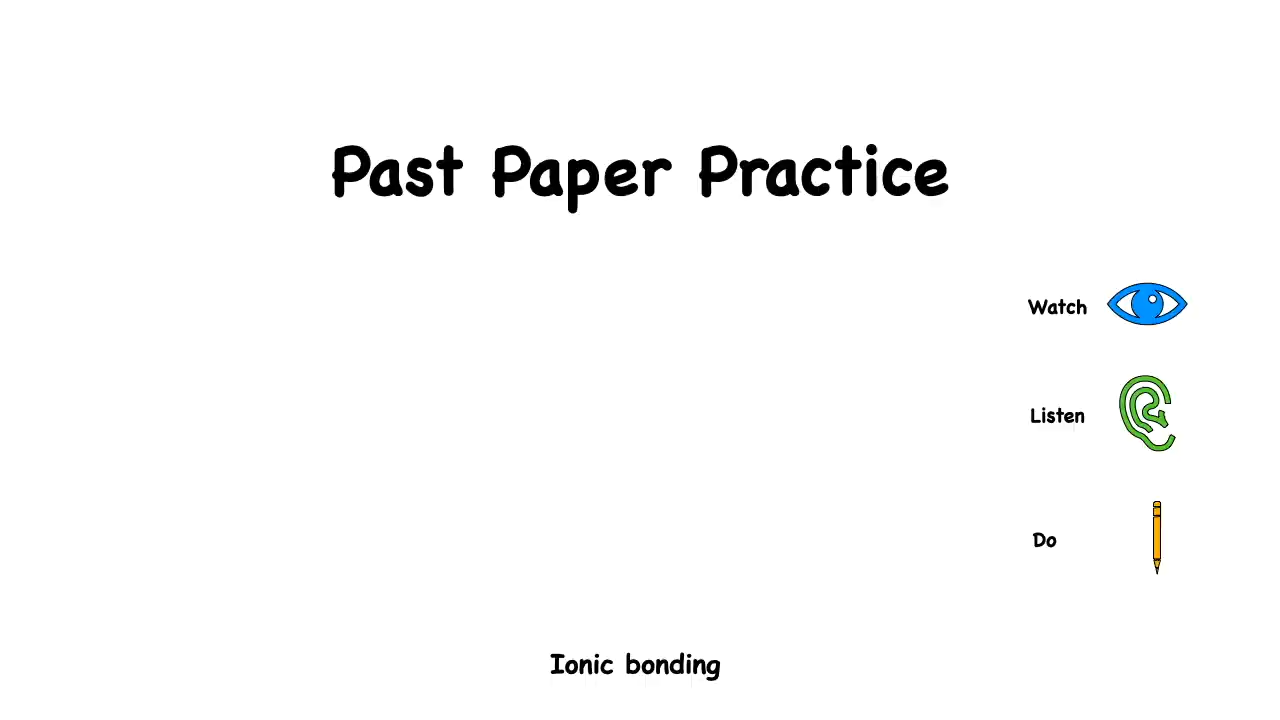 Past Paper Practice
Watch
Listen
Do
Ionic bonding